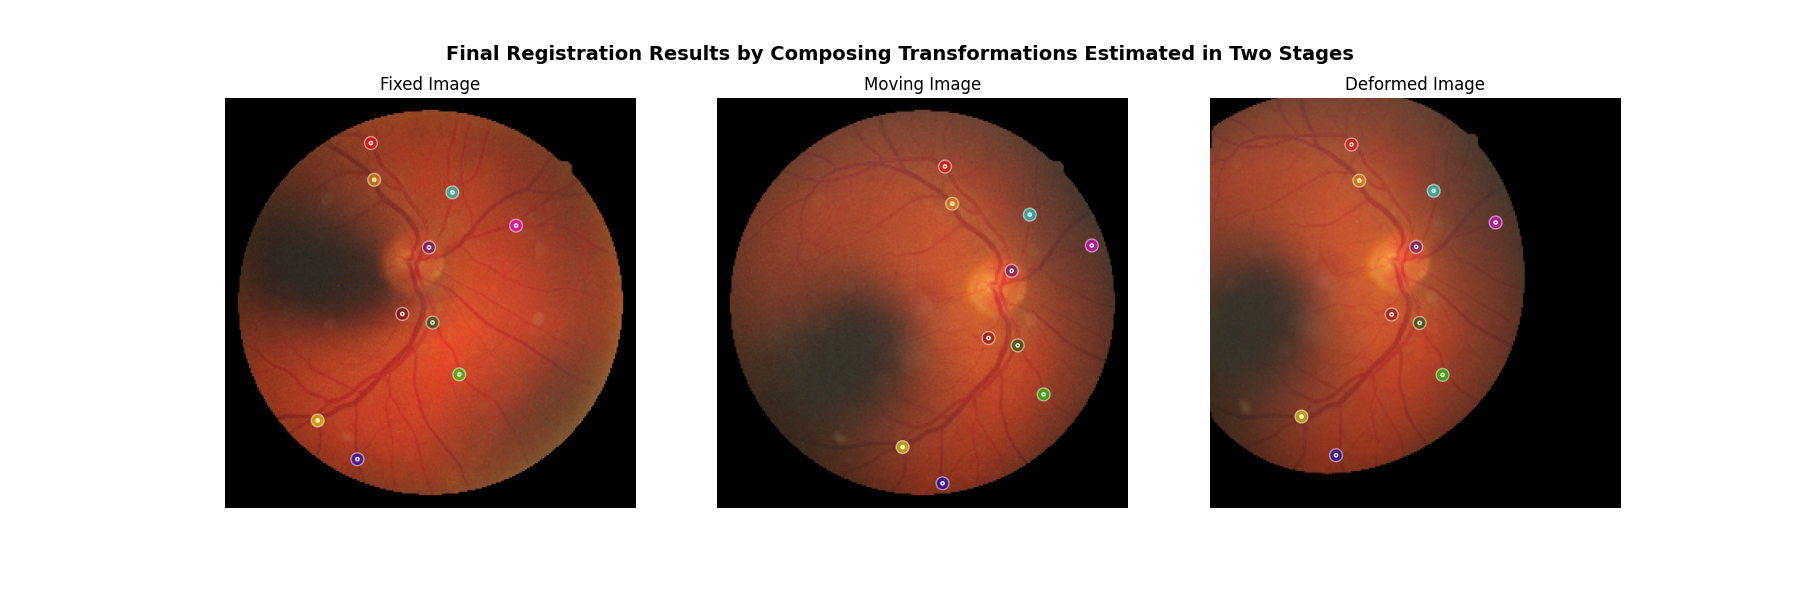 Final Registration Results by Composing Transformations Estimated in Two Stages
Fixed Image
Moving Image
Deformed Image